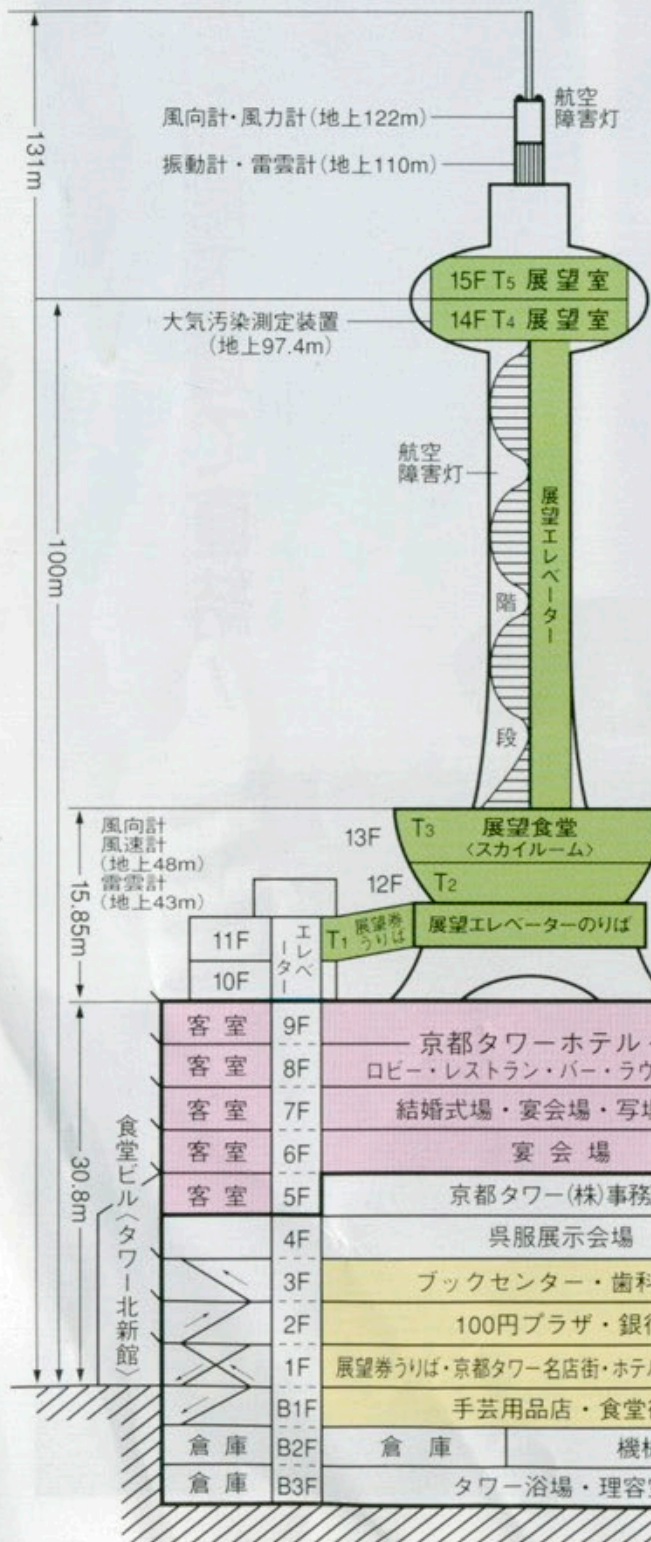 131m
風向計・風力計(地上122m)
航空
障害灯
振動計・雷雲計(地上110m)
15F T5 展望室
14F T4 展望室
大気汚染測定装置
(地上97.4m)
航空
障害灯
展望エレベーター
100m
階
段
風向計
風速計
(地上48m)
雷雲計
(地上43m)
15.85m
13F T3 展望食堂
〈スカイルーム〉
12F T2
展望エレベーターのりば
T1 展望券
うりば
エレベーター
11F
10F
客室 9F
京都タワーホテル
客室 8F
ロビー・レストラン・バー・ラウ
客室 7F 結婚式場・宴会場・写場
客室 6F 宴会場
客室 5F 京都タワー(株)事務
4F 呉服展示会場
3F ブックセンター・歯科
2F 100円プラザ・銀行
1F 展望券うりば・京都タワー名店街・ホテル
B1F 手芸用品店・食堂街
倉庫 B2F 倉庫 機械
倉庫 B3F タワー浴場・理容室
30.8m
食堂ビル〈タワー北新館〉